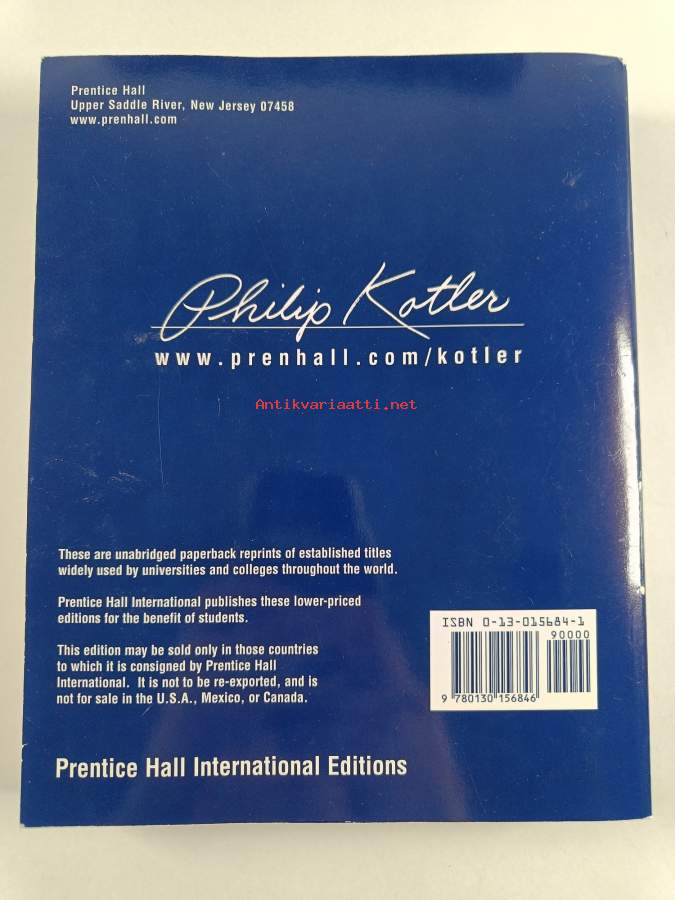 Prentice Hall
Upper Saddle River, New Jersey 07458
www.prenhall.com
Philip Kotler
www.prenhall.com/kotler
Antikvariaatti.net
These are unabridged paperback reprints of established titles
widely used by universities and colleges throughout the world.
Prentice Hall International publishes these lower-priced
editions for the benefit of students.
This edition may be sold only in those countries
to which it is consigned by Prentice Hall
International. It is not to be re-exported, and is
not for sale in the U.S.A., Mexico, or Canada.
ISBN 0-13-015684-1
90000
9 780130 156846
Prentice Hall International Editions